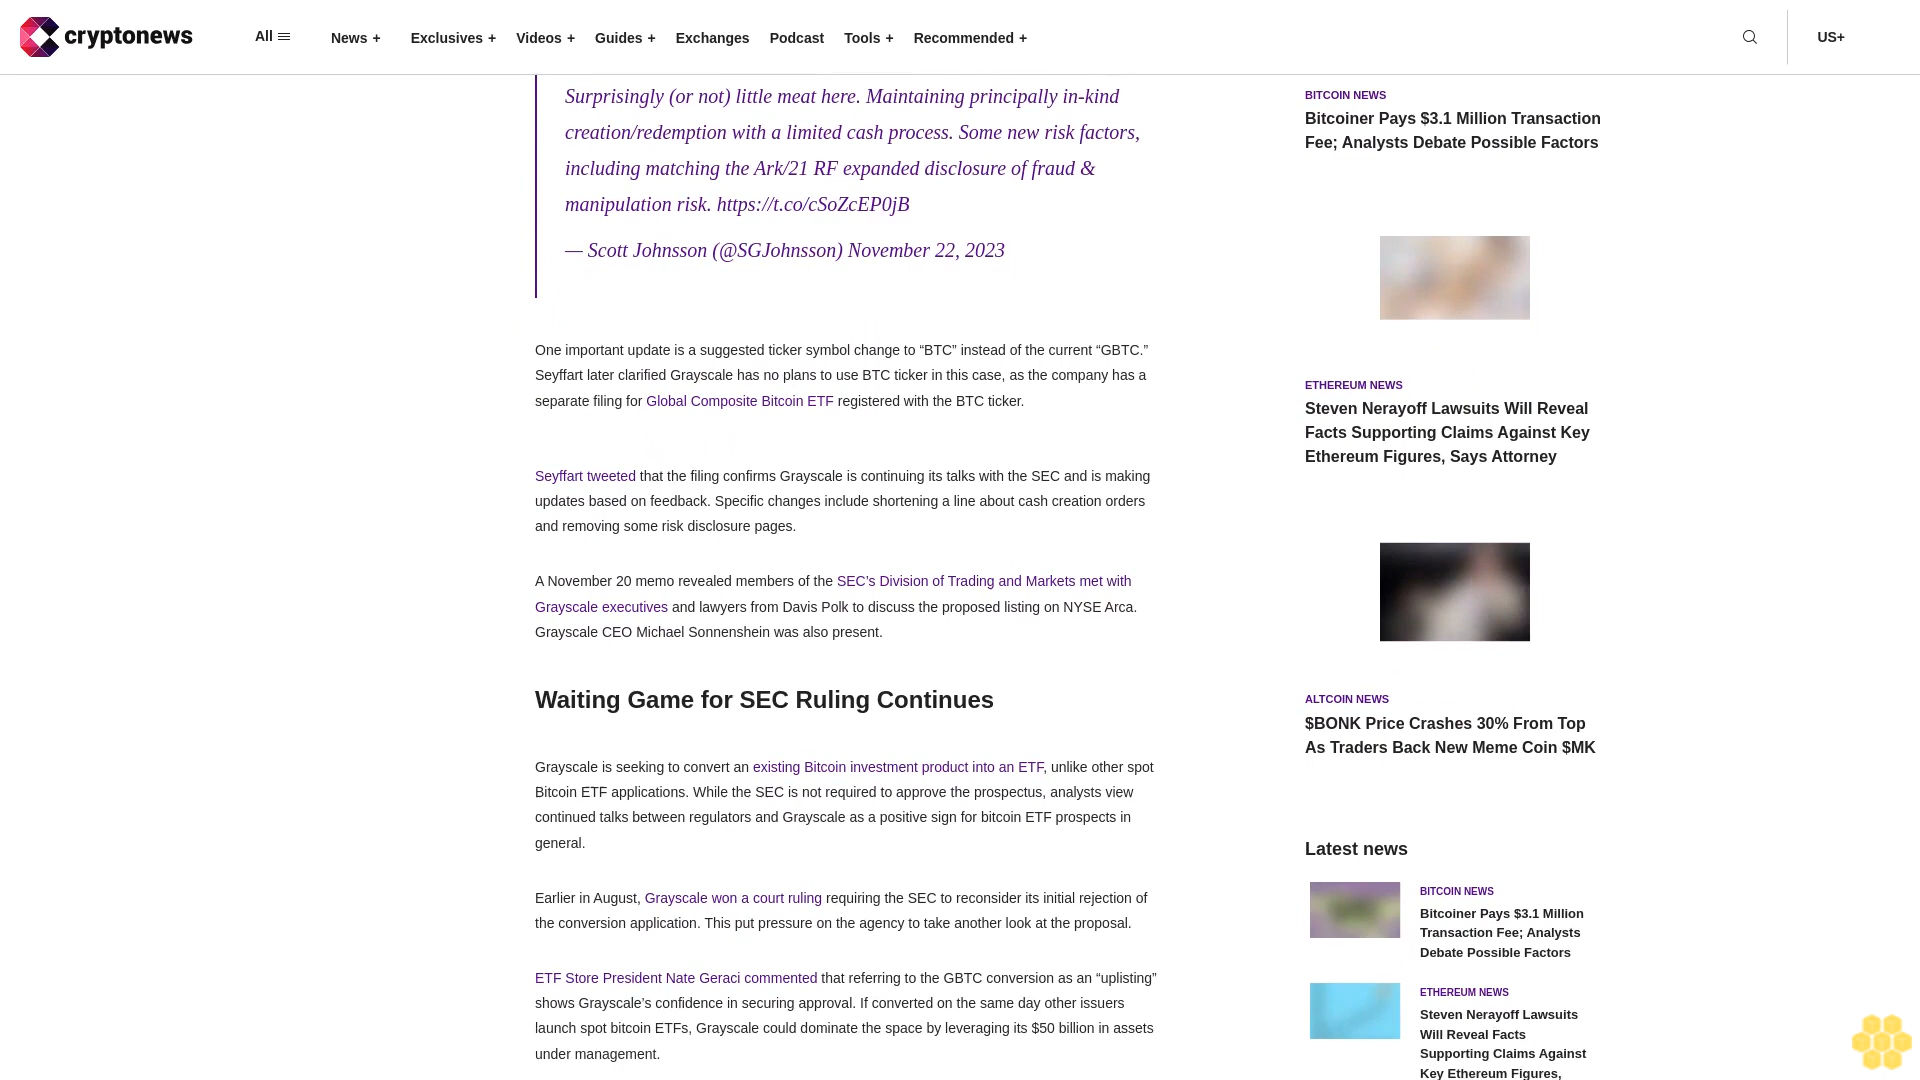 cryptonews
All
News +
Exclusives +
Videos +
Guides +
Exchanges
Podcast
Tools +
Recommended +
US+
Surprisingly (or not) little meat here. Maintaining principally in-kind
creation/redemption with a limited cash process. Some new risk factors,
including matching the Ark/21 RF expanded disclosure of fraud &
manipulation risk. https://t.co/cSoZcEP0jB
— Scott Johnsson (@SGJohnsson) November 22, 2023
One important update is a suggested ticker symbol change to “BTC” instead of the current “GBTC.”
Seyffart later clarified Grayscale has no plans to use BTC ticker in this case, as the company has a
separate filing for Global Composite Bitcoin ETF registered with the BTC ticker.
Seyffart tweeted that the filing confirms Grayscale is continuing its talks with the SEC and is making
updates based on feedback. Specific changes include shortening a line about cash creation orders
and removing some risk disclosure pages.
A November 20 memo revealed members of the SEC’s Division of Trading and Markets met with
Grayscale executives and lawyers from Davis Polk to discuss the proposed listing on NYSE Arca.
Grayscale CEO Michael Sonnenshein was also present.
Waiting Game for SEC Ruling Continues
Grayscale is seeking to convert an existing Bitcoin investment product into an ETF, unlike other spot
Bitcoin ETF applications. While the SEC is not required to approve the prospectus, analysts view
continued talks between regulators and Grayscale as a positive sign for bitcoin ETF prospects in
general.
Earlier in August, Grayscale won a court ruling requiring the SEC to reconsider its initial rejection of
the conversion application. This put pressure on the agency to take another look at the proposal.
ETF Store President Nate Geraci commented that referring to the GBTC conversion as an “uplisting”
shows Grayscale’s confidence in securing approval. If converted on the same day other issuers
launch spot bitcoin ETFs, Grayscale could dominate the space by leveraging its $50 billion in assets
under management.
BITCOIN NEWS
Bitcoiner Pays $3.1 Million Transaction
Fee; Analysts Debate Possible Factors
ETHEREUM NEWS
Steven Nerayoff Lawsuits Will Reveal
Facts Supporting Claims Against Key
Ethereum Figures, Says Attorney
ALTCOIN NEWS
$BONK Price Crashes 30% From Top
As Traders Back New Meme Coin $MK
Latest news
BITCOIN NEWS
Bitcoiner Pays $3.1 Million
Transaction Fee; Analysts
Debate Possible Factors
ETHEREUM NEWS
Steven Nerayoff Lawsuits
Will Reveal Facts
Supporting Claims Against
Key Ethereum Figures,